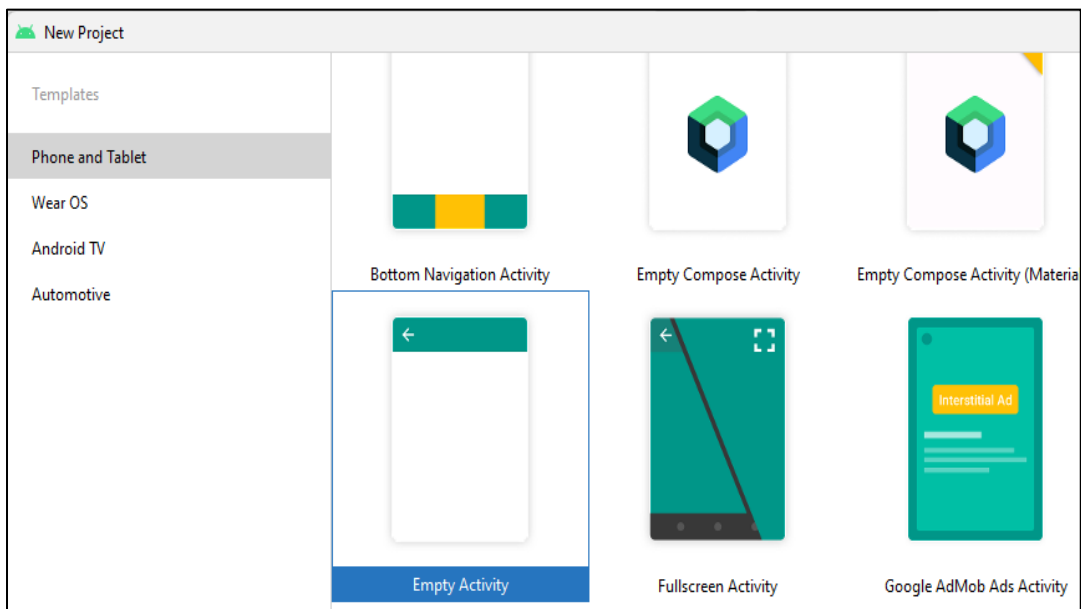 New Project
Templates
Phone and Tablet
Wear OS
Android TV
Automotive
Bottom Navigation Activity
Empty Compose Activity
Empty Compose Activity (Materia
Interstitial Ad
Empty Activity
Fullscreen Activity
Google AdMob Ads Activity